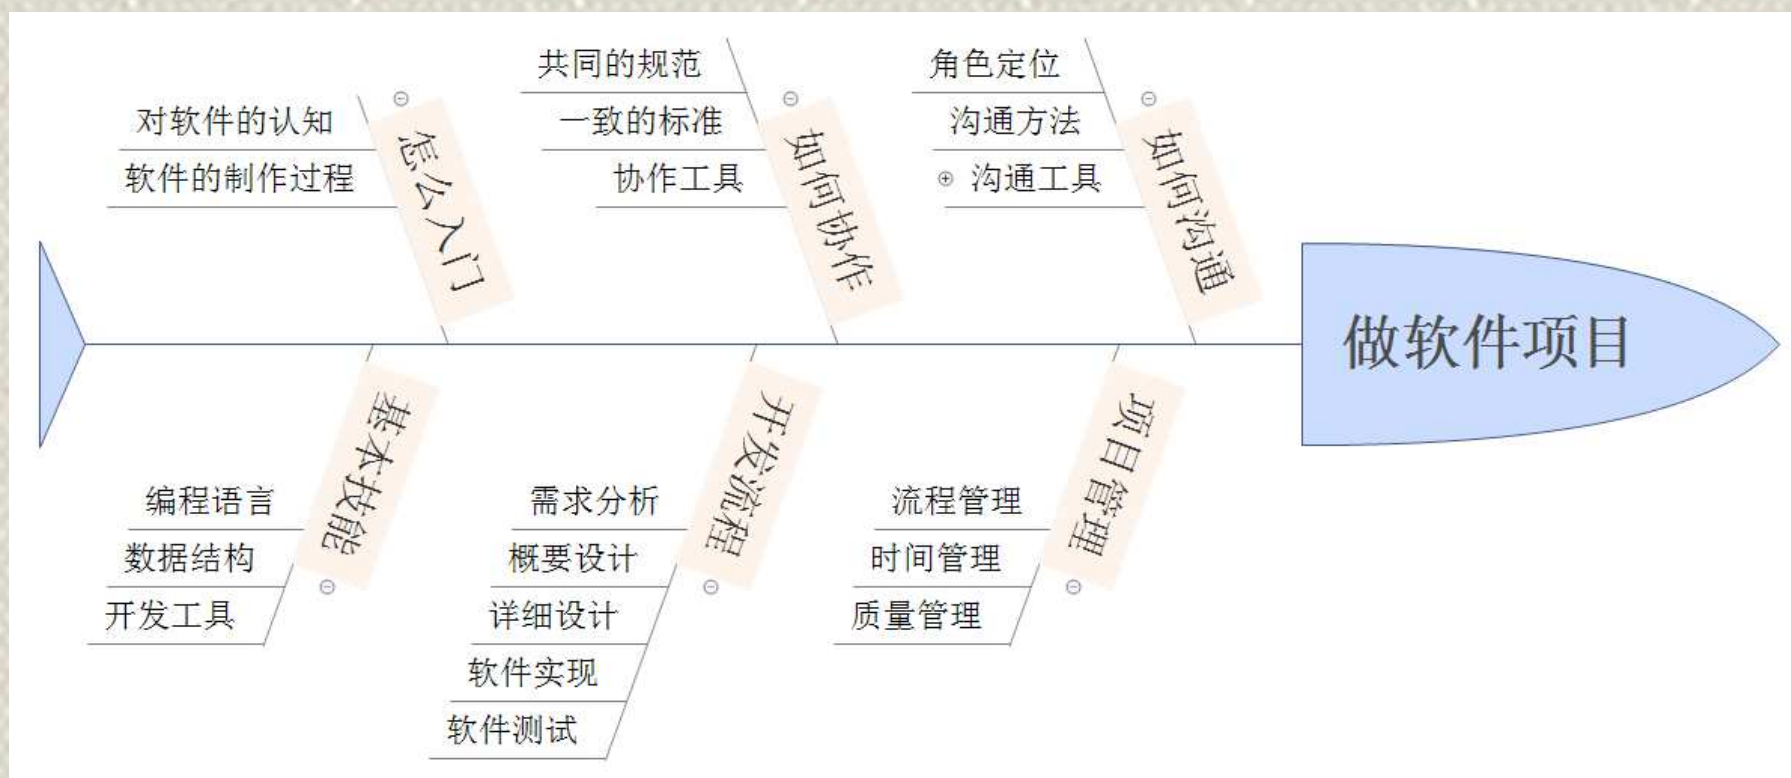 对软件的认知
软件的制作过程
怎么入门
共同的规范
一致的标准
协作工具
如何协作
角色定位
沟通方法
沟通工具
如何沟通
做软件项目
基本技能
编程语言
数据结构
开发工具
开发流程
需求分析
概要设计
详细设计
软件实现
软件测试
项目管理
流程管理
时间管理
质量管理